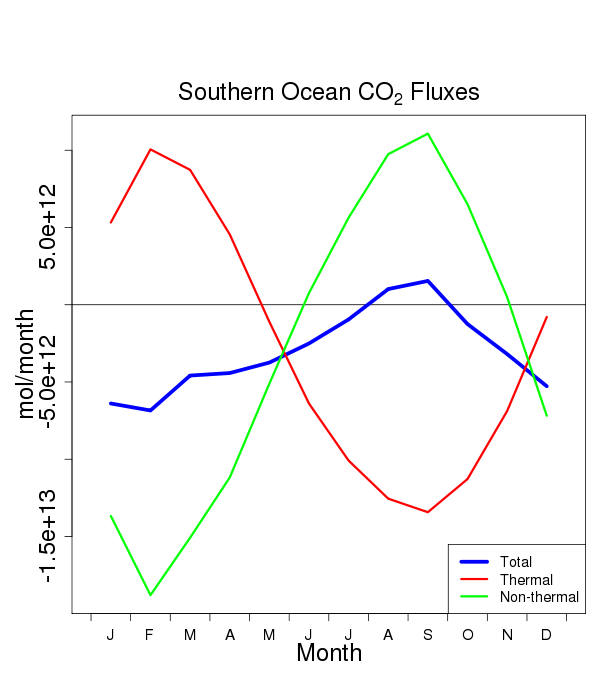 Southern Ocean CO₂ Fluxes
mol/month
5.0e+12
-5.0e+12
-1.5e+13
J F M A M J J A S O N D
Month
Total
Thermal
Non-thermal